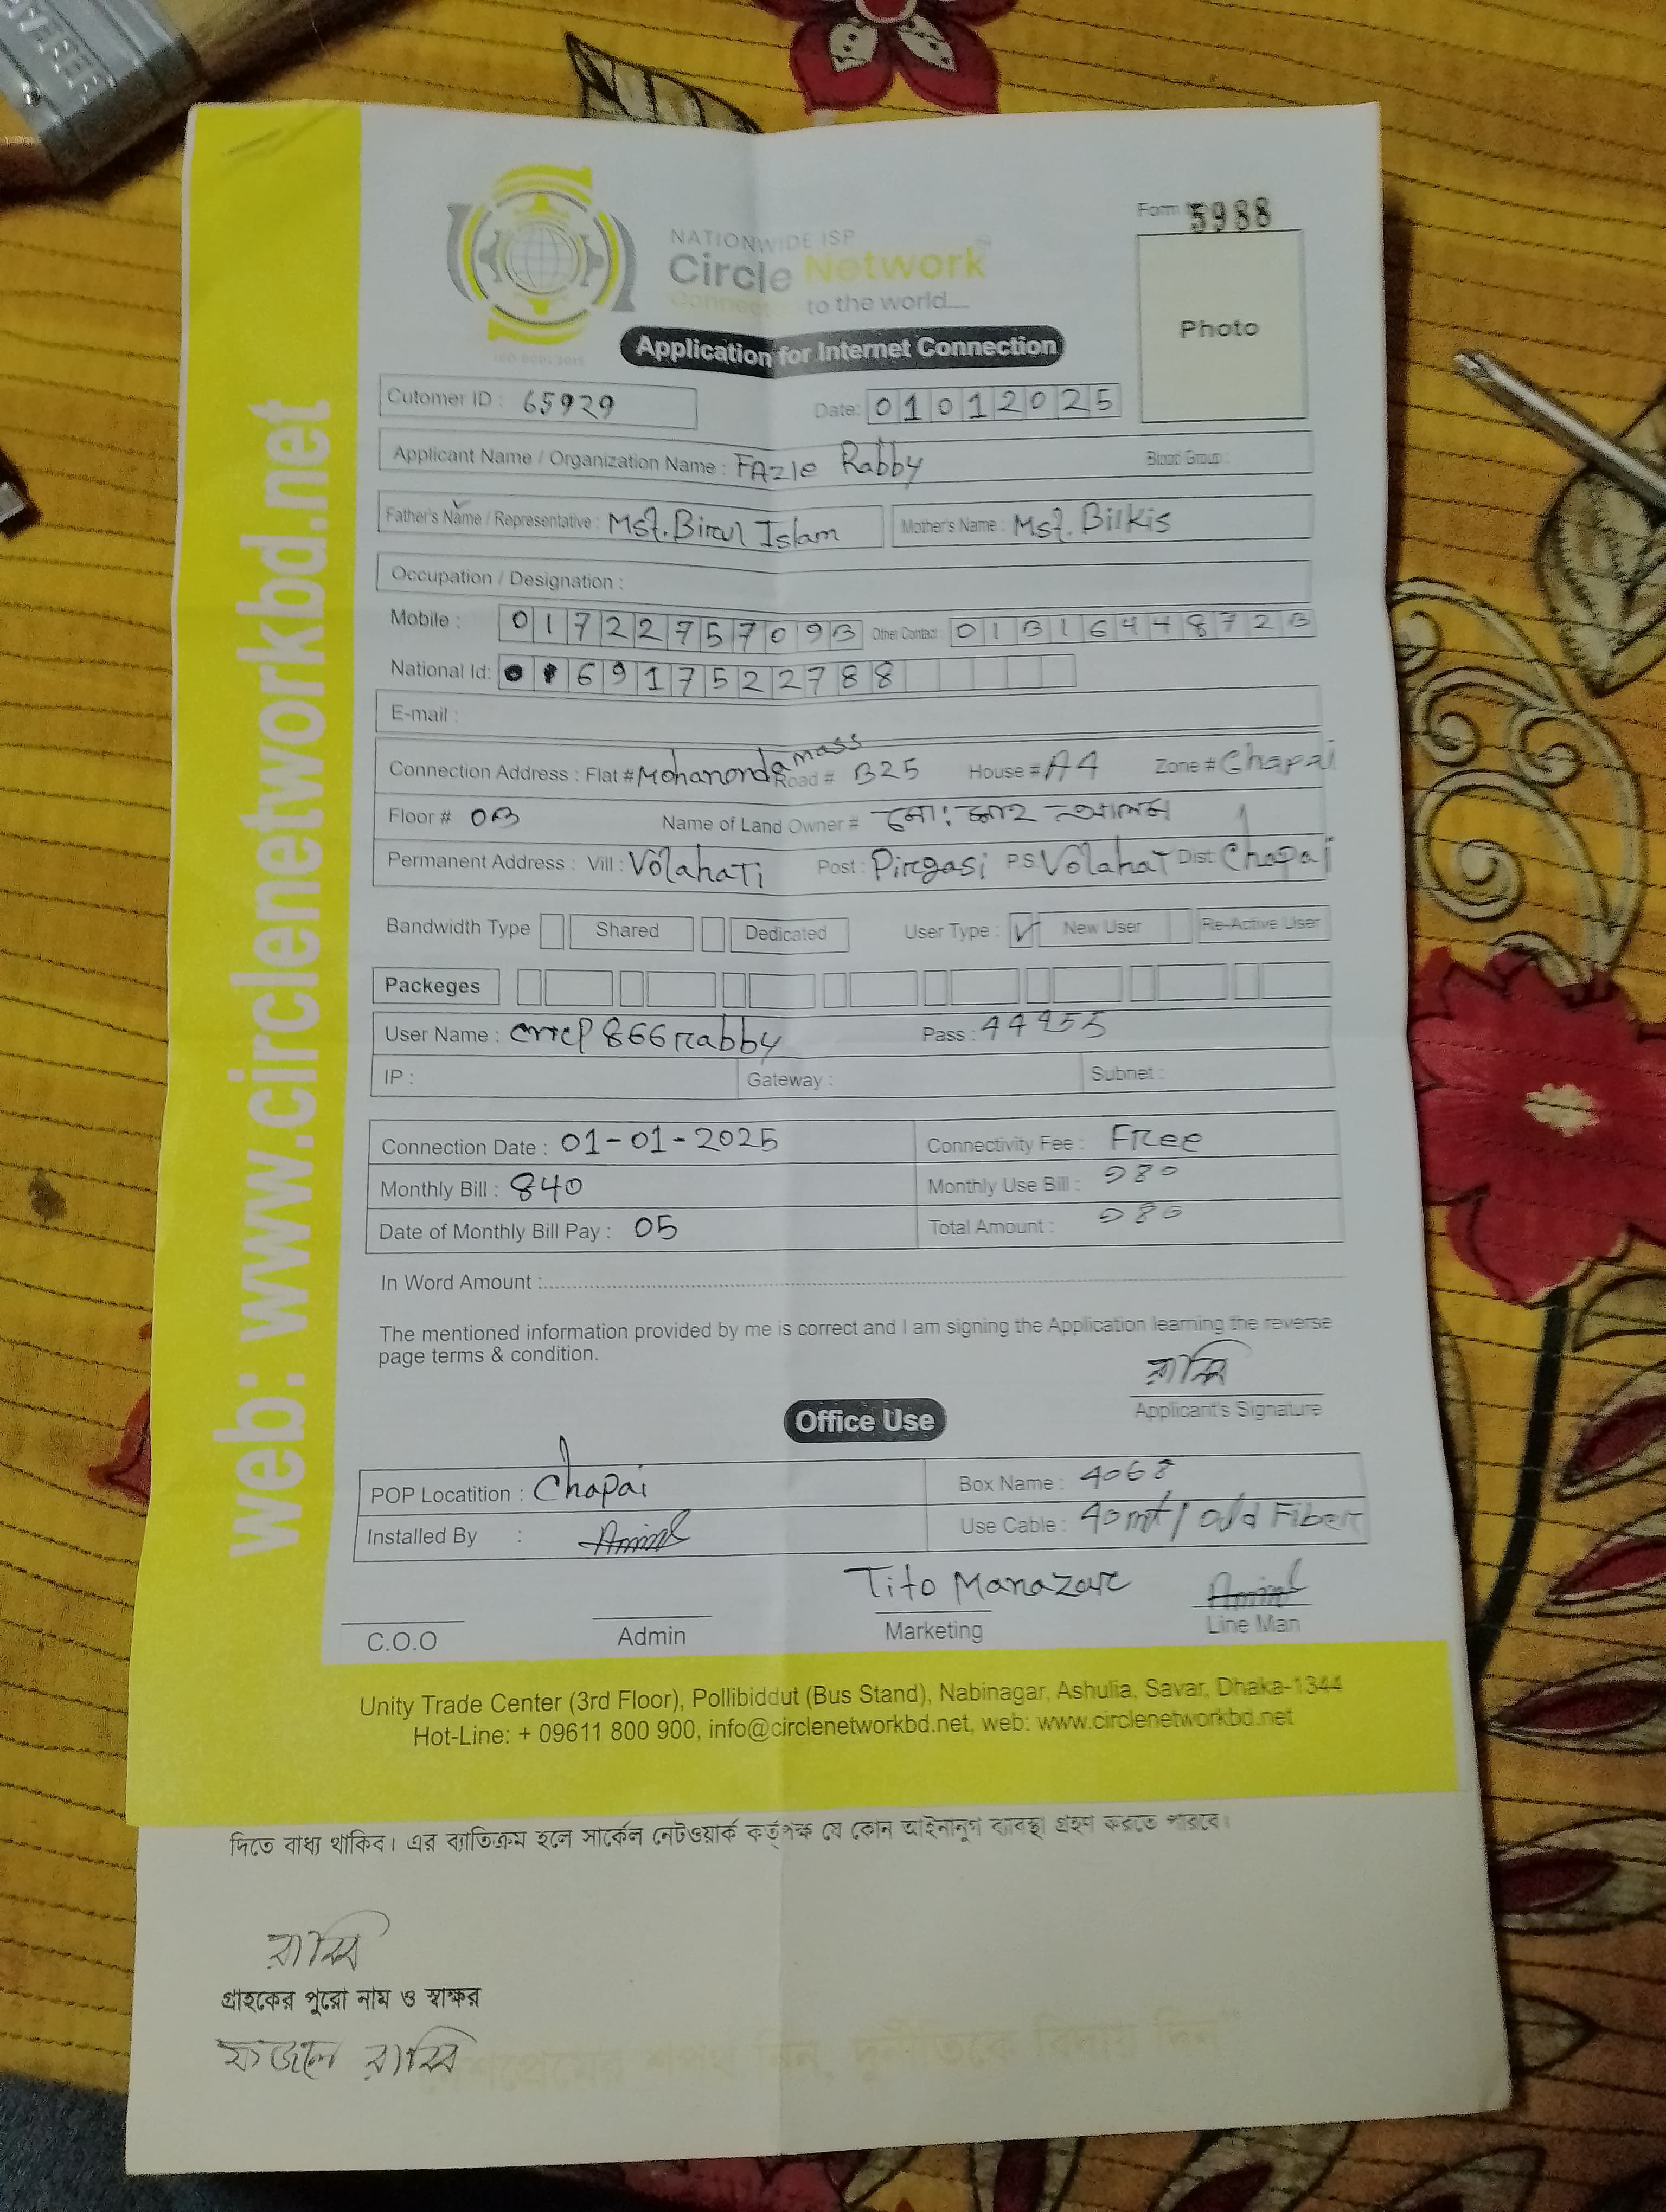 Form 5988
NATIONWIDE ISP
Circle Network
Connect to the world....
Photo
Application for Internet Connection
Cutomer ID : 65929 Date: 01012025
Applicant Name / Organization Name : FAzle Rabby Blood Group :
Father's Name / Representative : Mst. Birul Islam Mother's Name : Mst. Bilkis
Occupation / Designation :
Mobile : 01722757093 Other Contact : 01316448723
National Id: 6917522788
E-mail :
Connection Address : Flat # Mohanonda mass Road # B25 House # A4 Zone # Chapai
Floor # 03 Name of Land Owner # মো:
Permanent Address : Vill : Volahati Post : Pirgasi P.S. Volahat Dist: Chapai
Bandwidth Type Shared Dedicated User Type : ✓ New User Re-Active User
Packeges
User Name : 866rabby Pass : 44955
IP : Gateway : Subnet :
Connection Date : 01-01-2025 Connectivity Fee : Free
Monthly Bill : 840 Monthly Use Bill :
Date of Monthly Bill Pay : 05 Total Amount :
In Word Amount :
The mentioned information provided by me is correct and I am signing the Application learning the reverse
page terms & condition.
রাব্বি
Applicant's Signature
Office Use
POP Locatition : Chapai Box Name : 4068
Installed By : Aminul Use Cable : 40 mt / Old Fiber
Tito Manazar Aminul
C.O.O Admin Marketing Line Man
Unity Trade Center (3rd Floor), Pollibiddut (Bus Stand), Nabinagar, Ashulia, Savar, Dhaka-1344
Hot-Line: + 09611 800 900, info@circlenetworkbd.net, web: www.circlenetworkbd.net
web: www.circlenetworkbd.net
দিতে বাধ্য থাকিব। এর ব্যতিক্রম হলে সার্কেল নেটওয়ার্ক কর্তৃপক্ষ যে কোন আইনানুগ ব্যবস্থা গ্রহণ করতে পারবে।
রাব্বি
গ্রাহকের পুরো নাম ও স্বাক্ষর
ফজলে রাব্বি